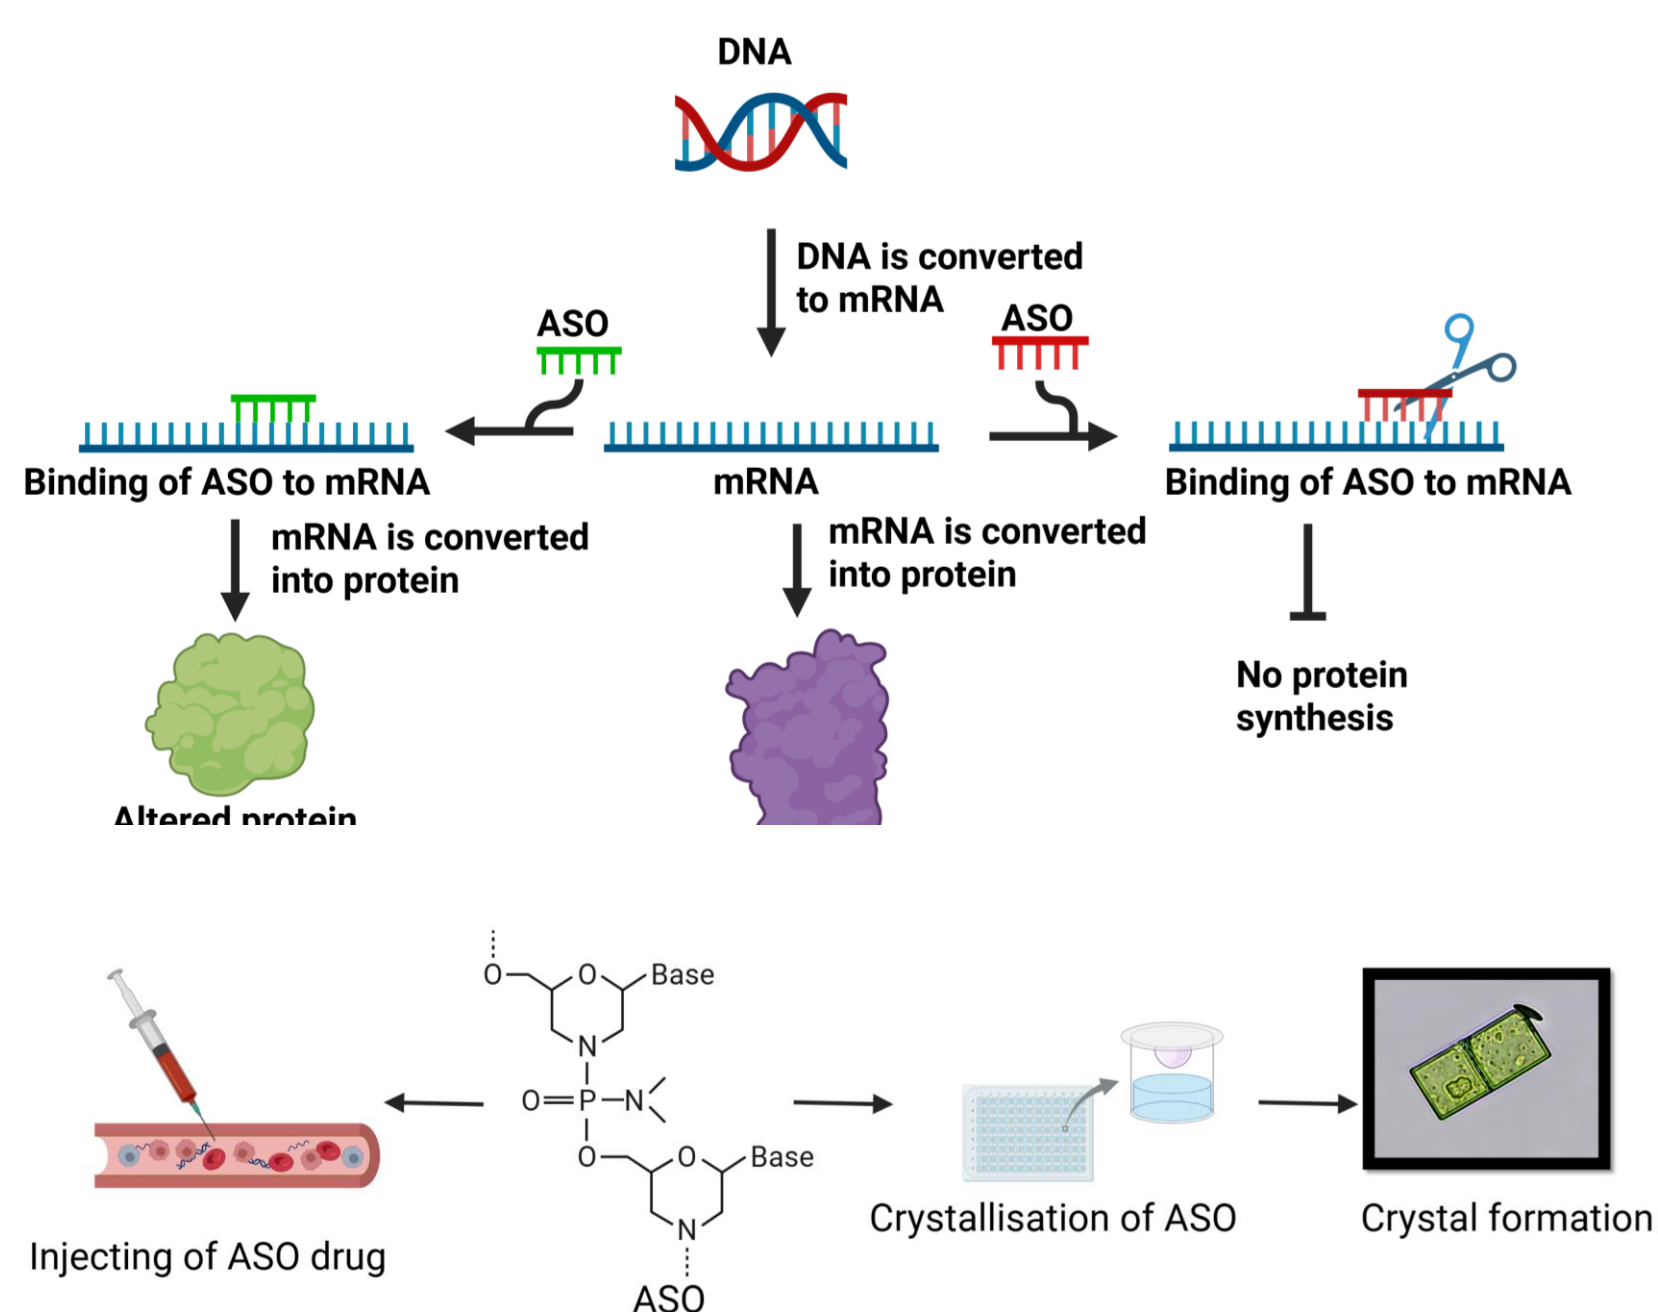 DNA
DNA is converted
to mRNA
ASO
ASO
Binding of ASO to mRNA
mRNA
Binding of ASO to mRNA
mRNA is converted
into protein
mRNA is converted
into protein
No protein
synthesis
Altered protein
O
O
Base
N
O=P-N
O
O
Base
N
ASO
Injecting of ASO drug
Crystallisation of ASO
Crystal formation